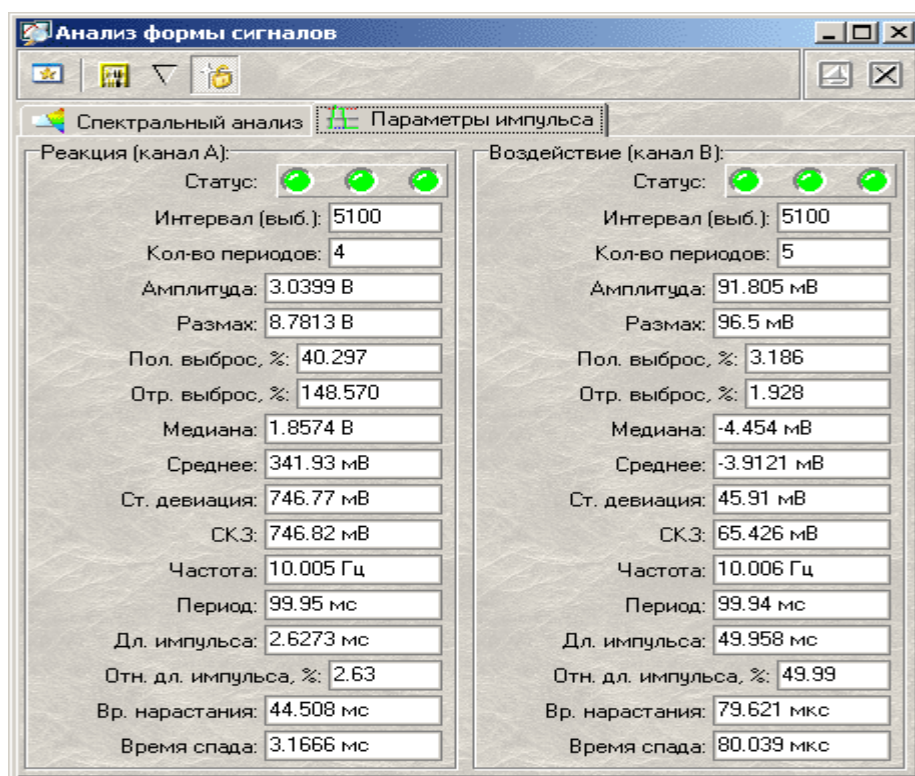 Анализ формы сигналов
Спектральный анализ
Параметры импульса
Реакция (канал A):
Статус:
Интервал (выб.): 5100
Кол-во периодов: 4
Амплитуда: 3.0399 В
Размах: 8.7813 В
Пол. выброс, %: 40.297
Отр. выброс, %: 148.570
Медиана: 1.8574 В
Среднее: 341.93 мВ
Ст. девиация: 746.77 мВ
СКЗ: 746.82 мВ
Частота: 10.005 Гц
Период: 99.95 мс
Дл. импульса: 2.6273 мс
Отн. дл. импульса, %: 2.63
Вр. нарастания: 44.508 мс
Время спада: 3.1666 мс
Воздействие (канал B):
Статус:
Интервал (выб.): 5100
Кол-во периодов: 5
Амплитуда: 91.805 мВ
Размах: 96.5 мВ
Пол. выброс, %: 3.186
Отр. выброс, %: 1.928
Медиана: -4.454 мВ
Среднее: -3.9121 мВ
Ст. девиация: 45.91 мВ
СКЗ: 65.426 мВ
Частота: 10.006 Гц
Период: 99.94 мс
Дл. импульса: 49.958 мс
Отн. дл. импульса, %: 49.99
Вр. нарастания: 79.621 мкс
Время спада: 80.039 мкс